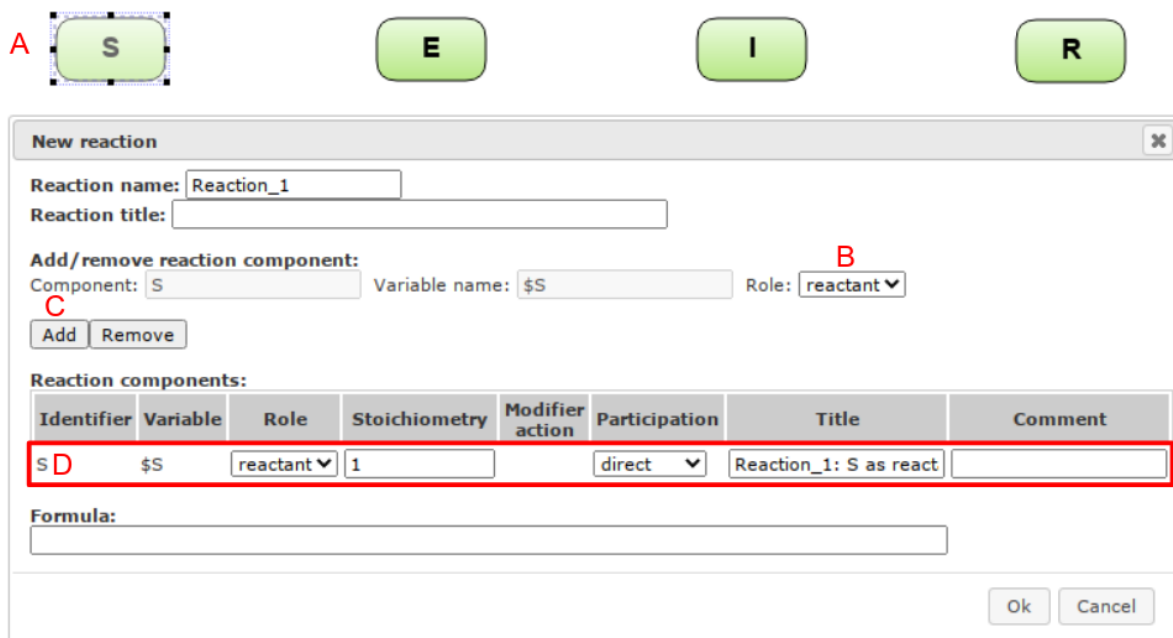 A S E I R
New reaction
Reaction name: Reaction_1
Reaction title:
Add/remove reaction component: B
Component: S Variable name: $S Role: reactant
C
Add Remove
Reaction components:
Identifier Variable Role Stoichiometry Modifier action Participation Title Comment
S D $S reactant 1 direct Reaction_1: S as react
Formula:
Ok Cancel